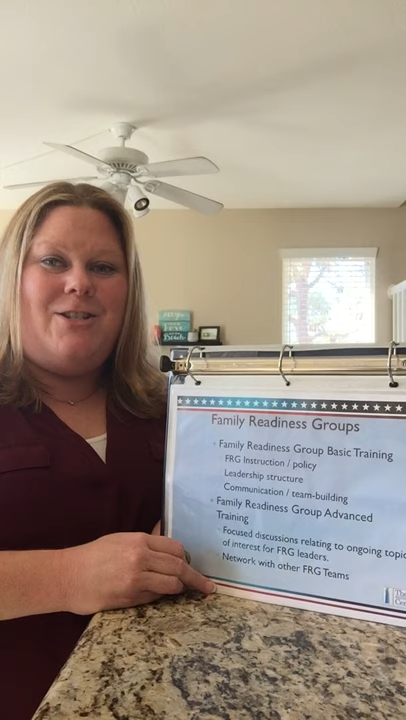 Family Readiness Groups
Family Readiness Group Basic Training
FRG Instruction / policy
Leadership structure
Communication / team-building
Family Readiness Group Advanced
Training
Focused discussions relating to ongoing topic
of interest for FRG leaders.
Network with other FRG Teams